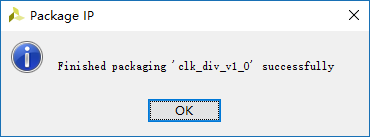 Package IP
Finished packaging 'clk_div_v1_0' successfully
OK